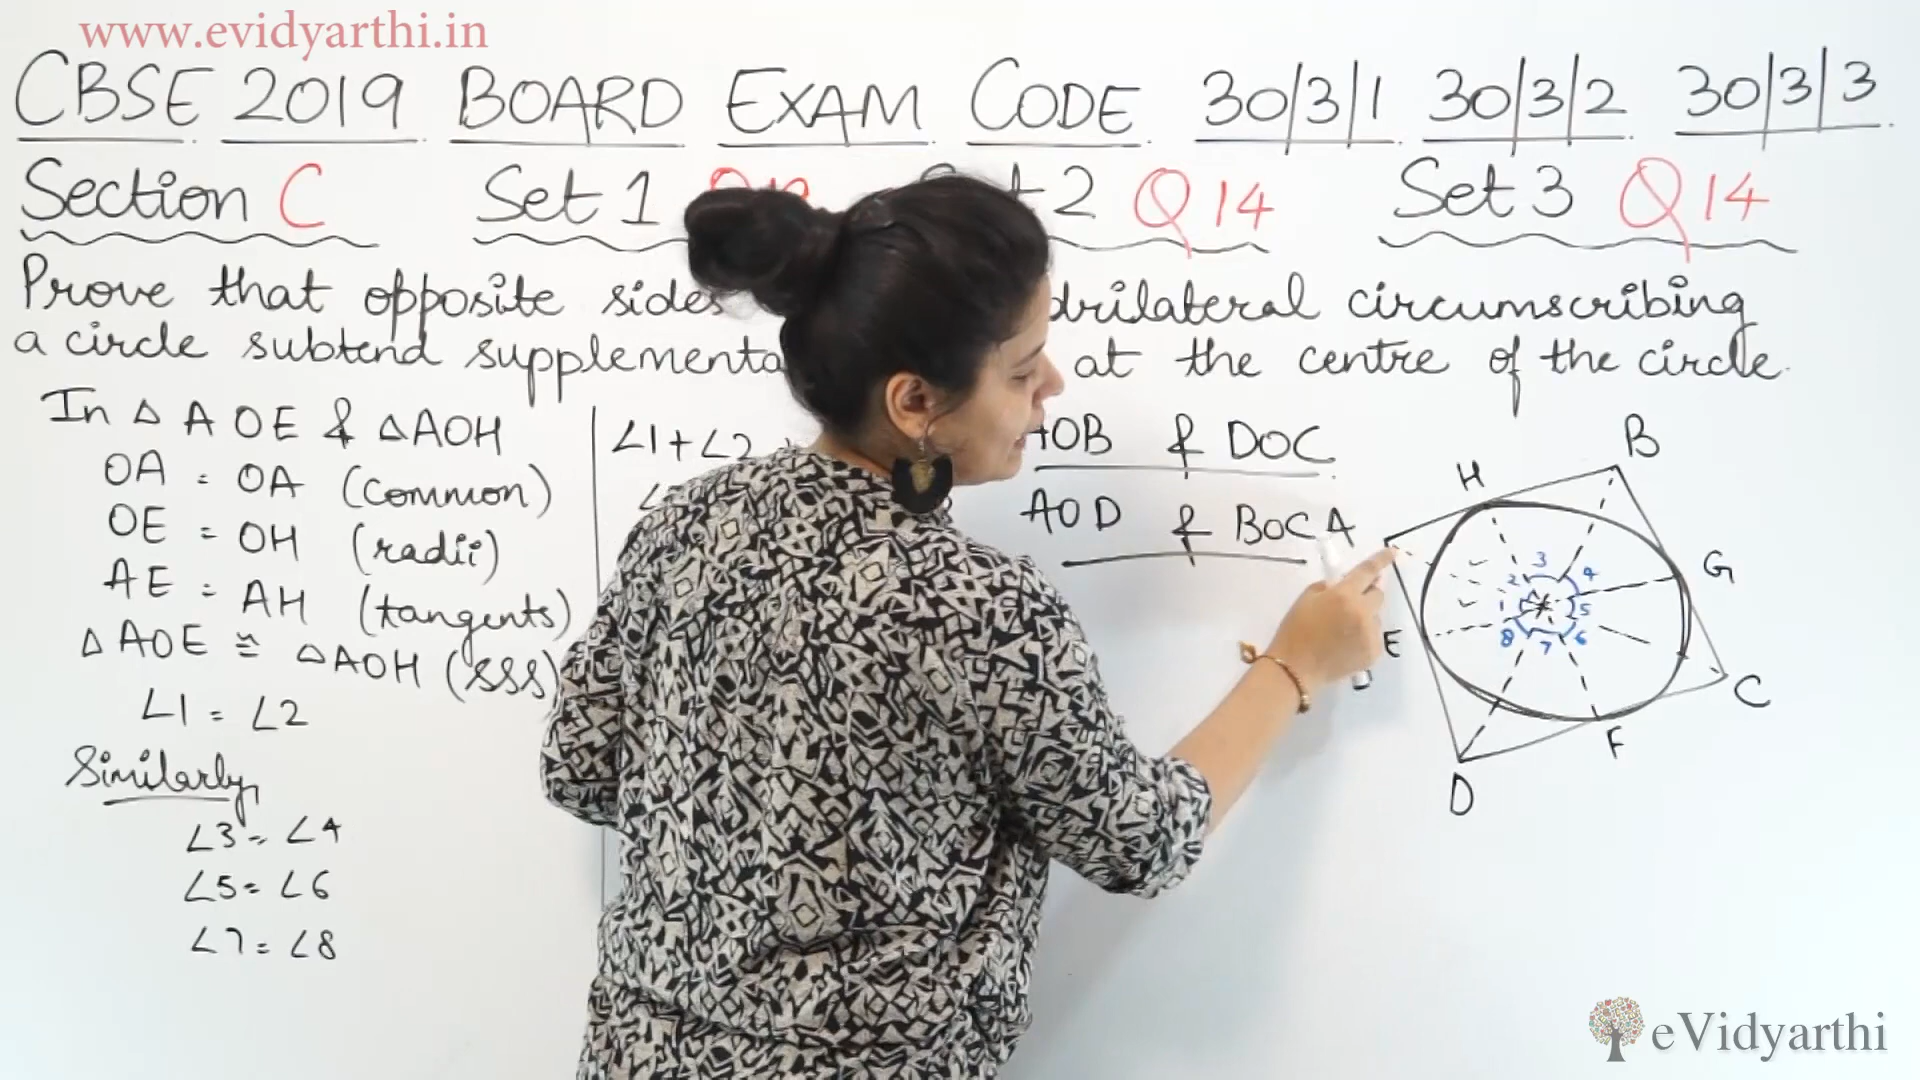 www.evidyarthi.in
CBSE 2019 BOARD EXAM CODE 30/3/1 30/3/2 30/3/3
Section C Set 1 2 Q14 Set 3 Q14
Prove that opposite sides circumscribing
a circle subtend at the centre of the circle.
In △ AOE & △AOH
OA = OA (common)
OE = OH (radii)
AE = AH (tangents)
△AOE ≅ △AOH (SSS)
∠1 = ∠2
Similarly,
∠3 = ∠4
∠5 = ∠6
∠7 = ∠8
∠1 + ∠2
AOB & DOC
AOD & BOC
A
B
H
G
E
C
F
D
1
2
3
4
5
6
7
8
eVidyarthi